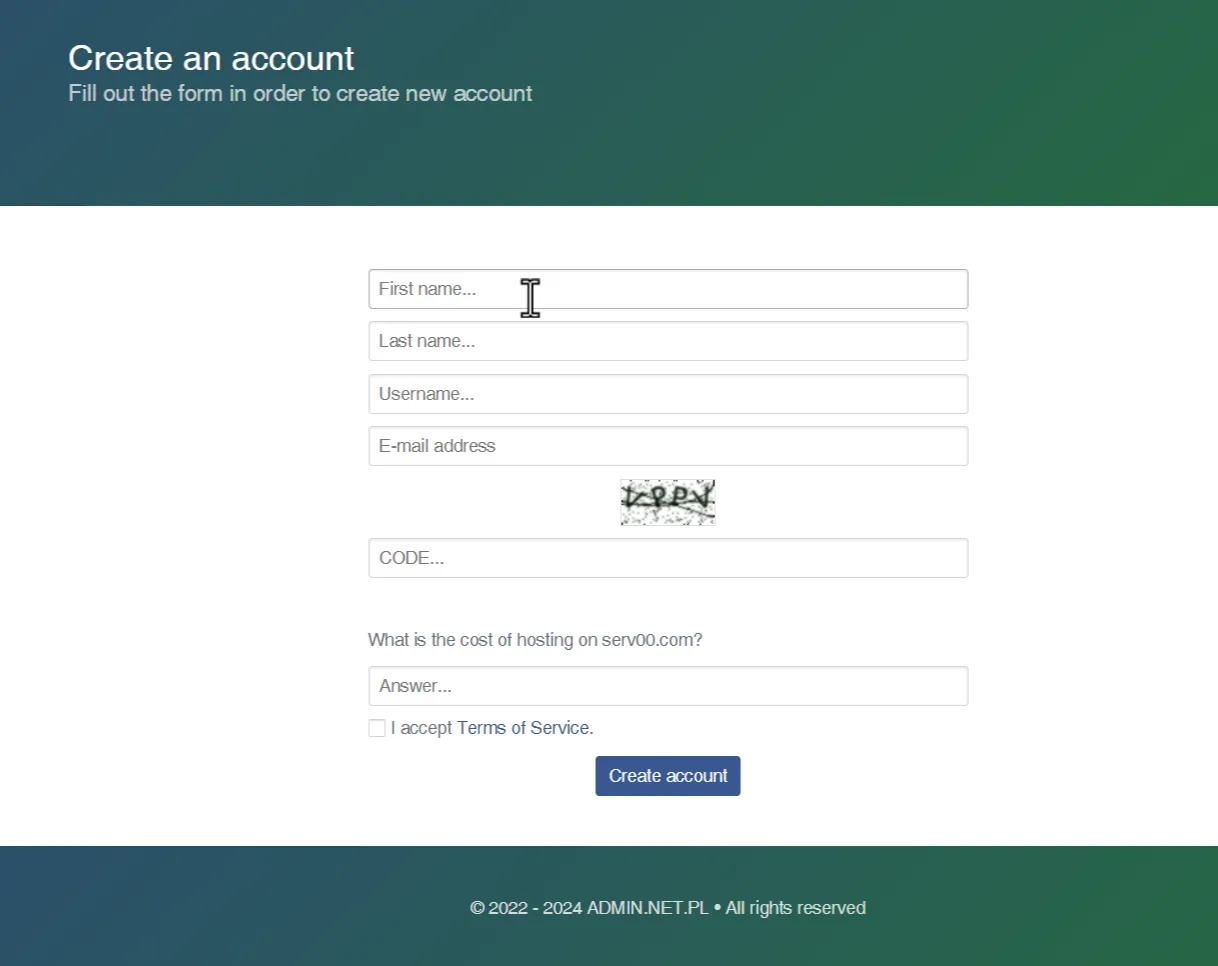 Create an account
Fill out the form in order to create new account
First name...
Last name...
Username...
E-mail address
CODE...
What is the cost of hosting on serv00.com?
Answer...
I accept Terms of Service.
Create account
© 2022 - 2024 ADMIN.NET.PL • All rights reserved